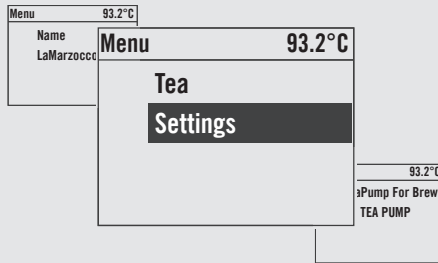 Menu 93.2°C
Name
LaMarzocco
Menu 93.2°C
Tea
Settings
93.2°C
aPump For Brew
TEA PUMP